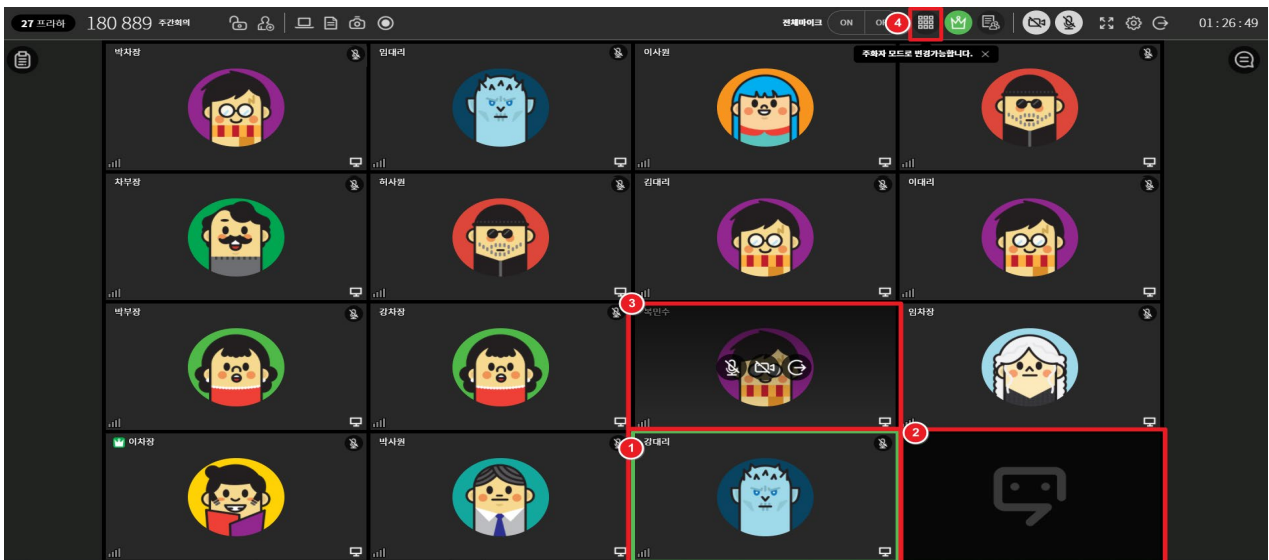 27 프라하 180 889 주간회의 전체마이크 ON 4 01:26:49
주화자 모드로 변경가능합니다.
박차장 임대리 이사원
차부장 허사원 김대리 이대리
3
박부장 강차장 복민수 임차장
2
1
이차장 박사원 강대리